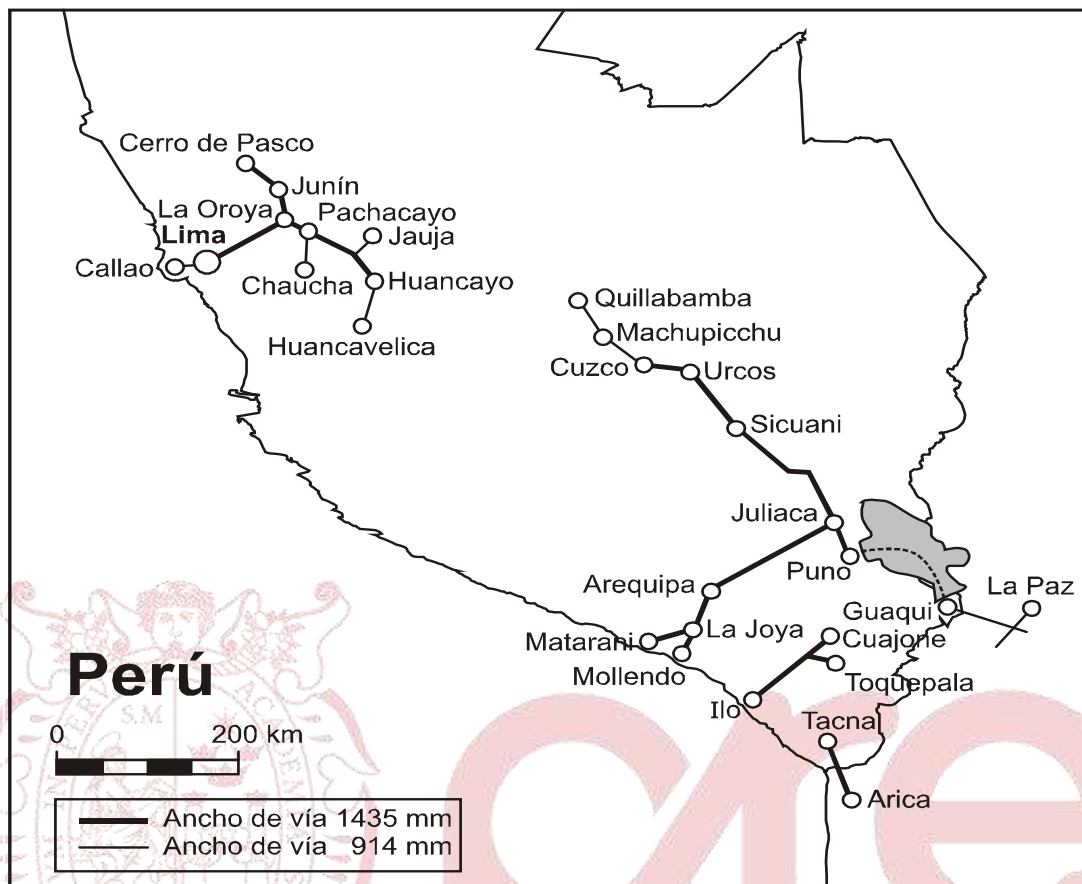 Cerro de Pasco
Junín
La Oroya
Pachacayo
Lima
Jauja
Callao
Chaucha
Huancayo
Huancavelica
Quillabamba
Machupicchu
Cuzco
Urcos
Sicuani
Juliaca
Puno
Arequipa
La Paz
Guaqui
La Joya
Cuajone
Matarani
Mollendo
Toquepala
Ilo
Tacna
Arica
Perú
S.M
0 200 km
Ancho de vía 1435 mm
Ancho de vía 914 mm
cre